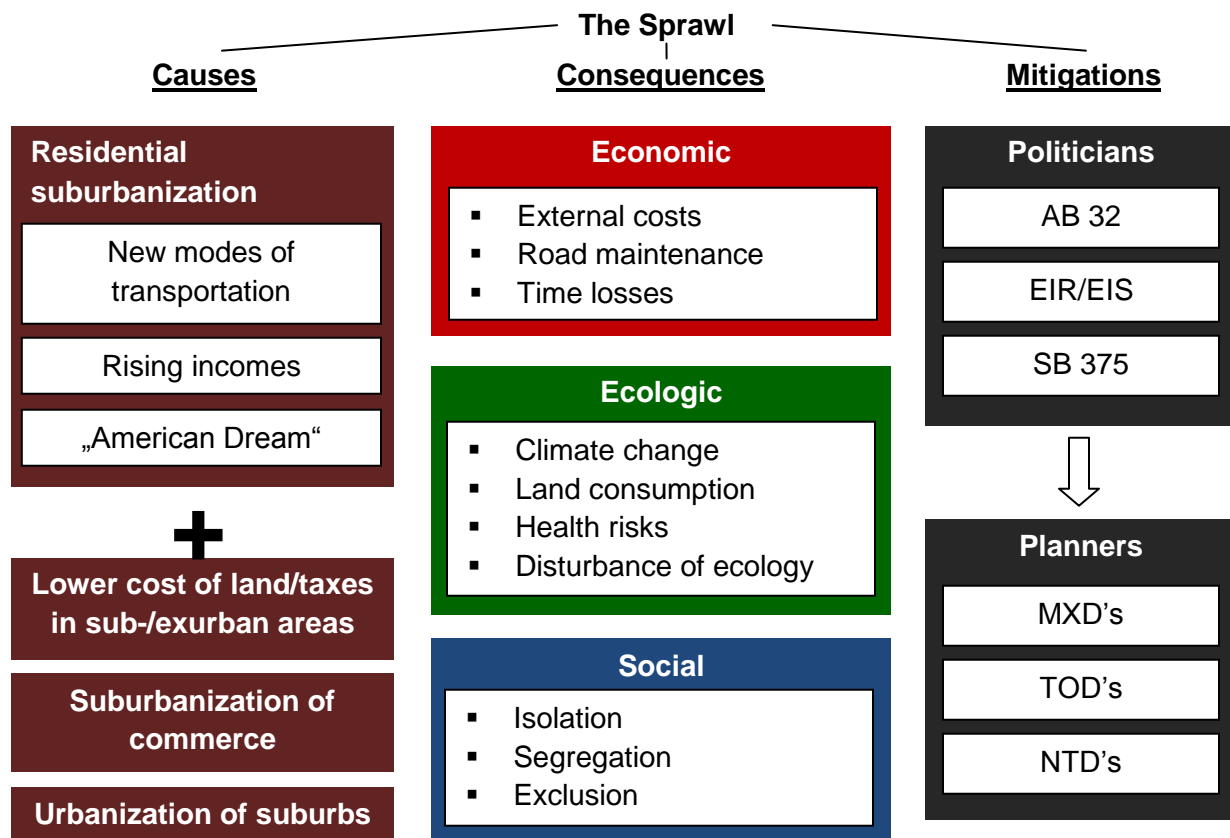 The Sprawl
Causes
Consequences
Mitigations
Residential
suburbanization
New modes of
transportation
Rising incomes
„American Dream“
+
Lower cost of land/taxes
in sub-/exurban areas
Suburbanization of
commerce
Urbanization of suburbs
Economic
▪ External costs
▪ Road maintenance
▪ Time losses
Ecologic
▪ Climate change
▪ Land consumption
▪ Health risks
▪ Disturbance of ecology
Social
▪ Isolation
▪ Segregation
▪ Exclusion
Politicians
AB 32
EIR/EIS
SB 375
Planners
MXD’s
TOD’s
NTD’s